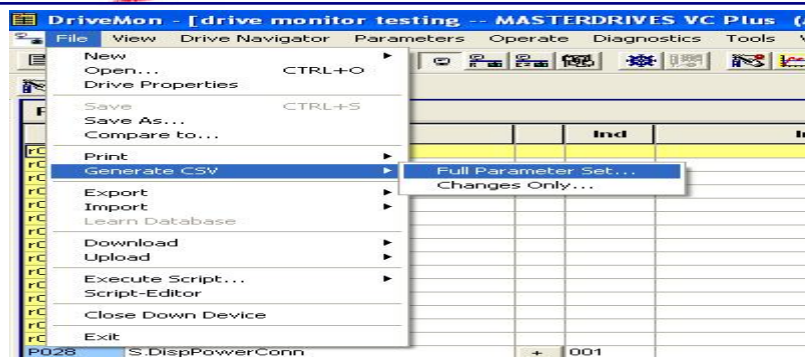 DriveMon - [drive monitor testing -- MASTERDRIVES VC Plus
File View Drive Navigator Parameters Operate Diagnostics Tools
New
Open... CTRL+O
Drive Properties
Save CTRL+S
Save As...
Compare to...
Ind
Print
Generate CSV Full Parameter Set...
Changes Only...
Export
Import
Learn Database
Download
Upload
Execute Script...
Script-Editor
Close Down Device
Exit
P028 S.DispPowerConn + 001